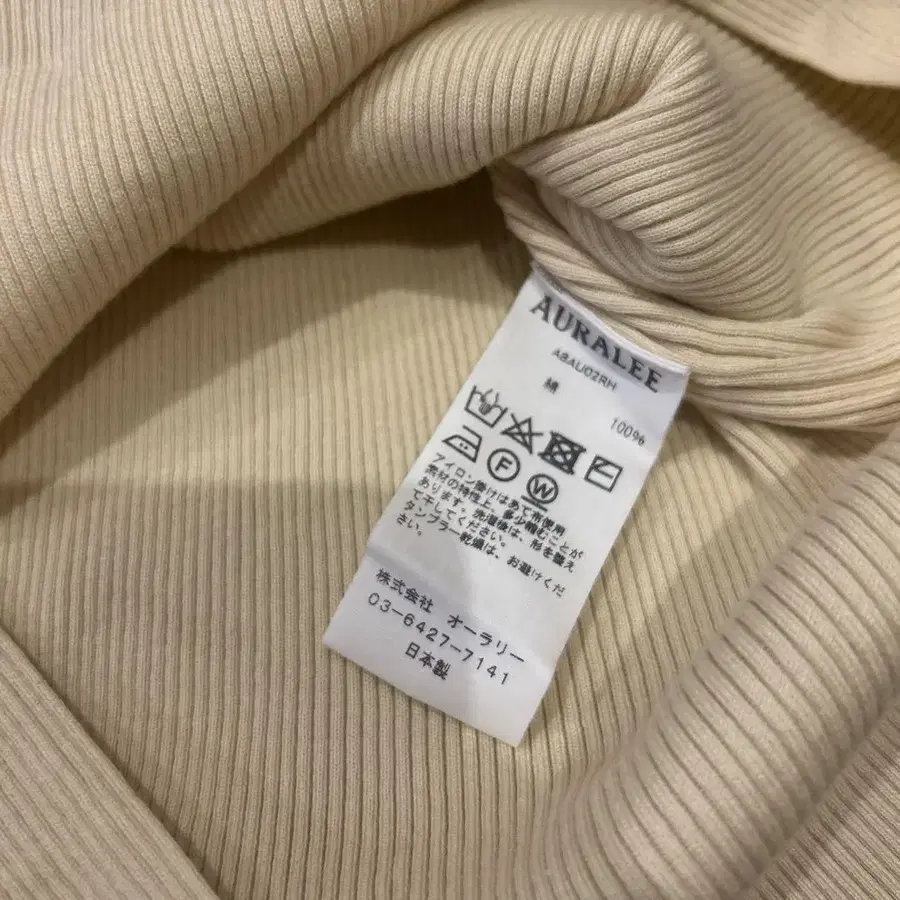 AURALEE
A8AU02RH
綿 100%
F W
アイロン掛けはあて布使用
素材の特性上、多少縮むことが
あります。洗濯後は、形を整え
て干してください。
タンブラー乾燥は、お避けくだ
さい。
株式会社 オーラリー
03-6427-7141
日本製